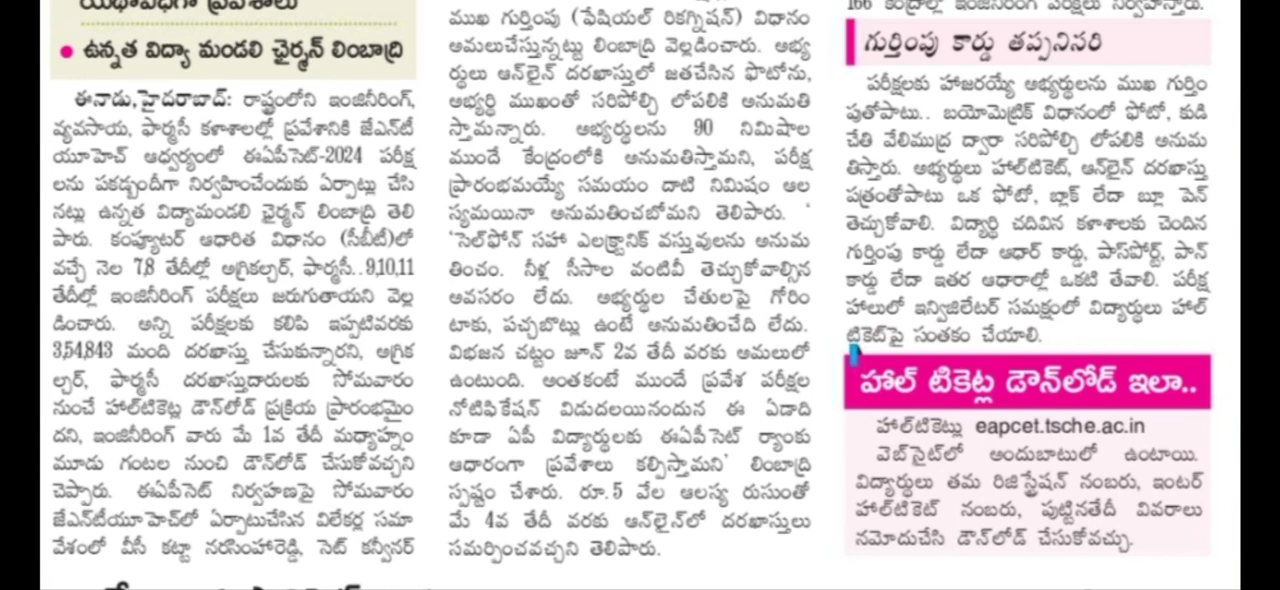 యథావిధిగా ప్రవేశాలు
• ఉన్నత విద్యా మండలి ఛైర్మన్ లింబాద్రి
ఈనాడు,హైదరాబాద్: రాష్ట్రంలోని ఇంజినీరింగ్,
వ్యవసాయ, ఫార్మసీ కళాశాలల్లో ప్రవేశానికి జేఎన్‌టీ
యూహెచ్ ఆధ్వర్యంలో ఈఏపీసెట్-2024 పరీక్ష
లను పకడ్బందీగా నిర్వహించేందుకు ఏర్పాట్లు చేసి
నట్లు ఉన్నత విద్యామండలి ఛైర్మన్ లింబాద్రి తెలి
పారు. కంప్యూటర్ ఆధారిత విధానం (సీబీటీ)లో
వచ్చే నెల 7,8 తేదీల్లో అగ్రికల్చర్, ఫార్మసీ..9,10,11
తేదీల్లో ఇంజినీరింగ్ పరీక్షలు జరుగుతాయని వెల్ల
డించారు. అన్ని పరీక్షలకు కలిపి ఇప్పటివరకు
3,54,843 మంది దరఖాస్తు చేసుకున్నారని, అగ్రిక
ల్చర్, ఫార్మసీ దరఖాస్తుదారులకు సోమవారం
నుంచే హాల్‌టికెట్ల డౌన్‌లోడ్ ప్రక్రియ ప్రారంభమైం
దని, ఇంజినీరింగ్ వారు మే 1వ తేదీ మధ్యాహ్నం
మూడు గంటల నుంచి డౌన్‌లోడ్ చేసుకోవచ్చని
చెప్పారు. ఈఏపీసెట్ నిర్వహణపై సోమవారం
జేఎన్‌టీయూహెచ్‌లో ఏర్పాటుచేసిన విలేకర్ల సమా
వేశంలో వీసీ కట్టా నరసింహారెడ్డి, సెట్ కన్వీనర్
ముఖ గుర్తింపు (ఫేషియల్ రికగ్నిషన్) విధానం
అమలుచేస్తున్నట్టు లింబాద్రి వెల్లడించారు. అభ్య
ర్థులు ఆన్‌లైన్ దరఖాస్తులో జతచేసిన ఫొటోను,
అభ్యర్థి ముఖంతో సరిపోల్చి లోపలికి అనుమతి
స్తామన్నారు. అభ్యర్థులను 90 నిమిషాల
ముందే కేంద్రంలోకి అనుమతిస్తామని, పరీక్ష
ప్రారంభమయ్యే సమయం దాటి నిమిషం ఆల
స్యమయినా అనుమతించబోమని తెలిపారు. ‘
‘సెల్‌ఫోన్ సహా ఎలక్ట్రానిక్ వస్తువులను అనుమ
తించం. నీళ్ల సీసాల వంటివీ తెచ్చుకోవాల్సిన
అవసరం లేదు. అభ్యర్థుల చేతులపై గోరిం
టాకు, పచ్చబొట్లు ఉంటే అనుమతించేది లేదు.
విభజన చట్టం జూన్ 2వ తేదీ వరకు అమలులో
ఉంటుంది. అంతకంటే ముందే ప్రవేశ పరీక్షల
నోటిఫికేషన్ విడుదలయినందున ఈ ఏడాది
కూడా ఏపీ విద్యార్థులకు ఈఏపీసెట్ ర్యాంకు
ఆధారంగా ప్రవేశాలు కల్పిస్తామని’ లింబాద్రి
స్పష్టం చేశారు. రూ.5 వేల ఆలస్య రుసుంతో
మే 4వ తేదీ వరకు ఆన్‌లైన్‌లో దరఖాస్తులు
సమర్పించవచ్చని తెలిపారు.
166 కేంద్రాల్లో ఇంజినీరింగ్ పరీక్షలు నిర్వహిస్తారు.
గుర్తింపు కార్డు తప్పనిసరి
పరీక్షలకు హాజరయ్యే అభ్యర్థులను ముఖ గుర్తిం
పుతోపాటు.. బయోమెట్రిక్ విధానంలో ఫోటో, కుడి
చేతి వేలిముద్ర ద్వారా సరిపోల్చి లోపలికి అనుమ
తిస్తారు. అభ్యర్థులు హాల్‌టికెట్, ఆన్‌లైన్ దరఖాస్తు
పత్రంతోపాటు ఒక ఫోటో, బ్లాక్ లేదా బ్లూ పెన్
తెచ్చుకోవాలి. విద్యార్థి చదివిన కళాశాలకు చెందిన
గుర్తింపు కార్డు లేదా ఆధార్ కార్డు, పాస్‌పోర్ట్, పాన్
కార్డు లేదా ఇతర ఆధారాల్లో ఒకటి తేవాలి. పరీక్ష
హాలులో ఇన్విజిలేటర్ సమక్షంలో విద్యార్థులు హాల్
టికెట్‌పై సంతకం చేయాలి.
హాల్ టికెట్ల డౌన్‌లోడ్ ఇలా..
హాల్‌టికెట్లు eapcet.tsche.ac.in
వెబ్‌సైట్‌లో అందుబాటులో ఉంటాయి.
విద్యార్థులు తమ రిజిస్ట్రేషన్ నంబరు, ఇంటర్
హాల్‌టికెట్ నంబరు, పుట్టినతేదీ వివరాలు
నమోదుచేసి డౌన్‌లోడ్ చేసుకోవచ్చు.